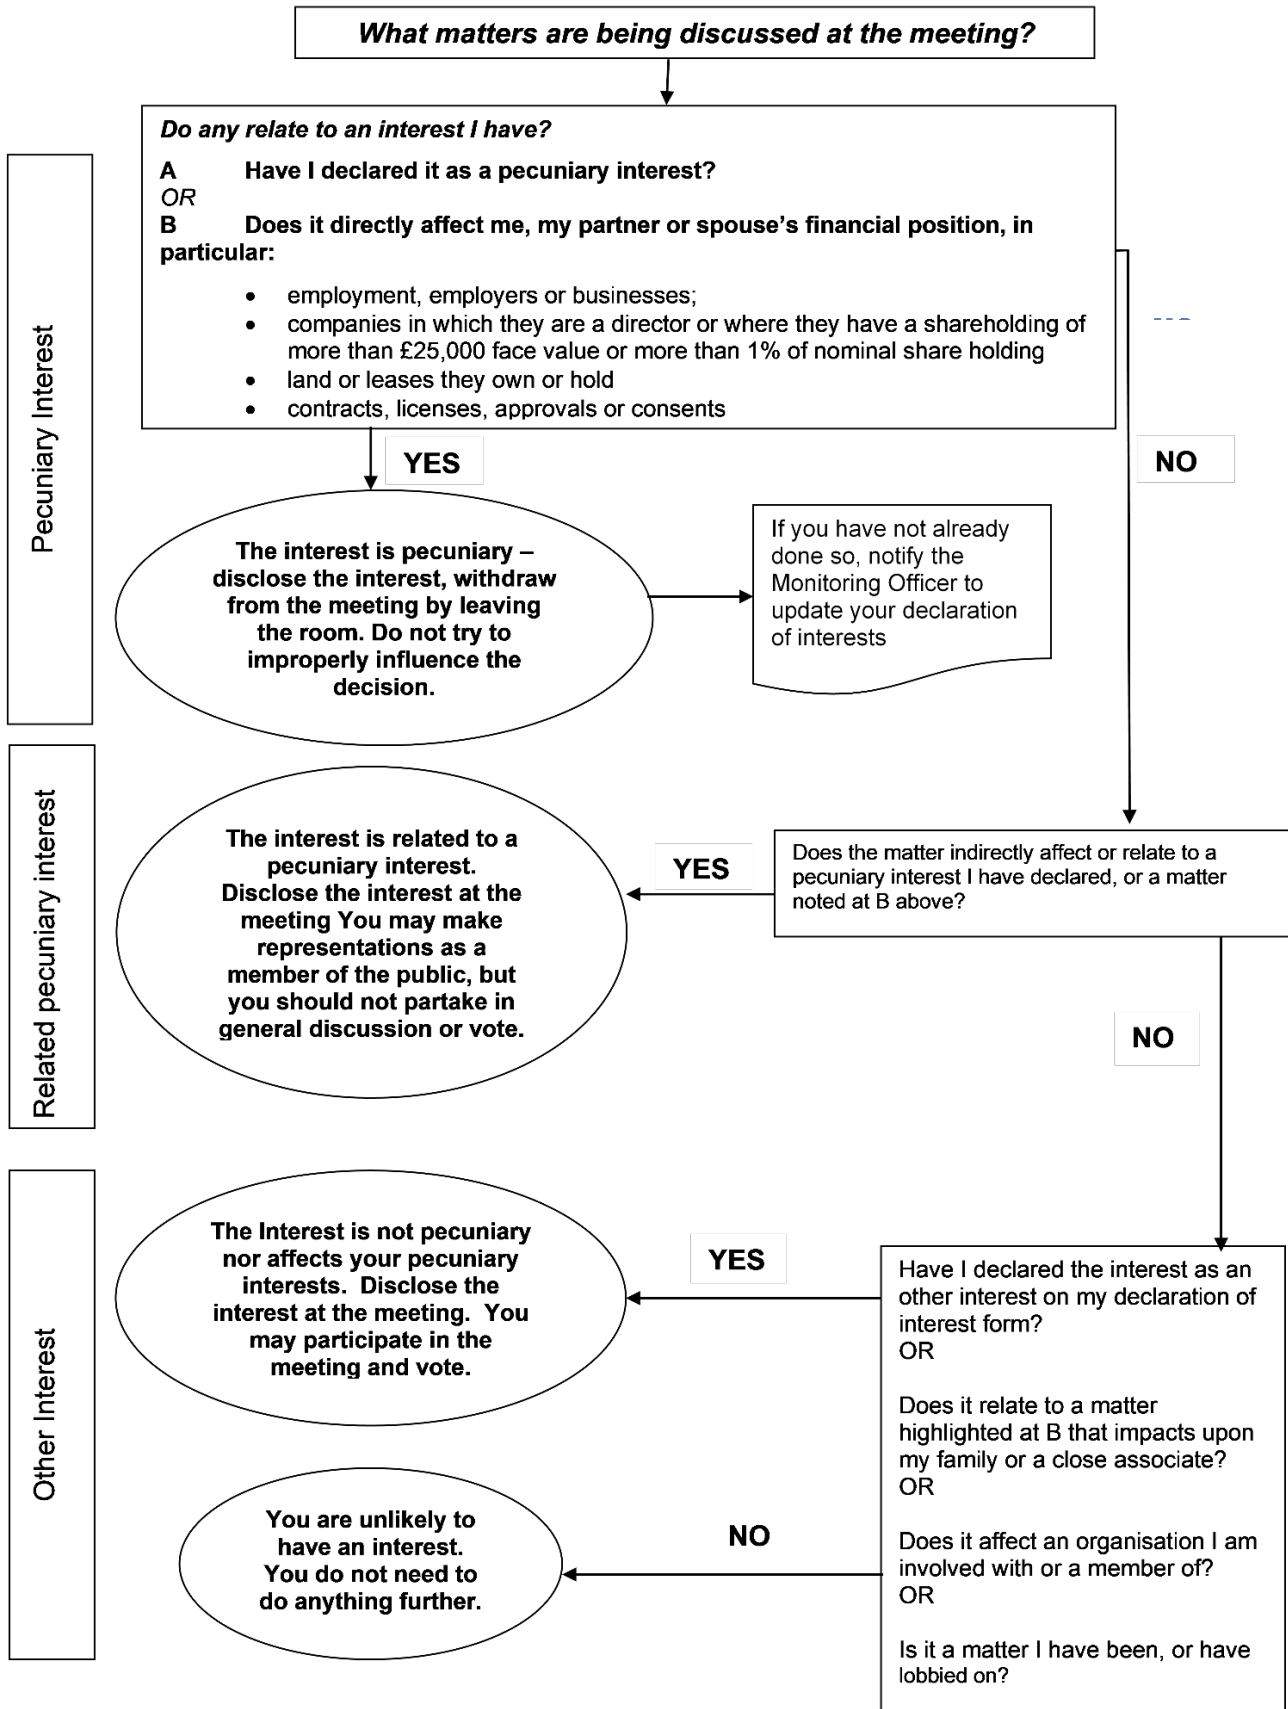 What matters are being discussed at the meeting?
Do any relate to an interest I have?
A Have I declared it as a pecuniary interest?
OR
B Does it directly affect me, my partner or spouse's financial position, in
particular:
• employment, employers or businesses;
• companies in which they are a director or where they have a shareholding of
more than £25,000 face value or more than 1% of nominal share holding
• land or leases they own or hold
• contracts, licenses, approvals or consents
Pecuniary Interest
YES
NO
The interest is pecuniary –
disclose the interest, withdraw
from the meeting by leaving
the room. Do not try to
improperly influence the
decision.
If you have not already
done so, notify the
Monitoring Officer to
update your declaration
of interests
Related pecuniary interest
The interest is related to a
pecuniary interest.
Disclose the interest at the
meeting You may make
representations as a
member of the public, but
you should not partake in
general discussion or vote.
YES
Does the matter indirectly affect or relate to a
pecuniary interest I have declared, or a matter
noted at B above?
NO
Other Interest
The Interest is not pecuniary
nor affects your pecuniary
interests. Disclose the
interest at the meeting. You
may participate in the
meeting and vote.
YES
Have I declared the interest as an
other interest on my declaration of
interest form?
OR
Does it relate to a matter
highlighted at B that impacts upon
my family or a close associate?
OR
Does it affect an organisation I am
involved with or a member of?
OR
Is it a matter I have been, or have
lobbied on?
NO
You are unlikely to
have an interest.
You do not need to
do anything further.